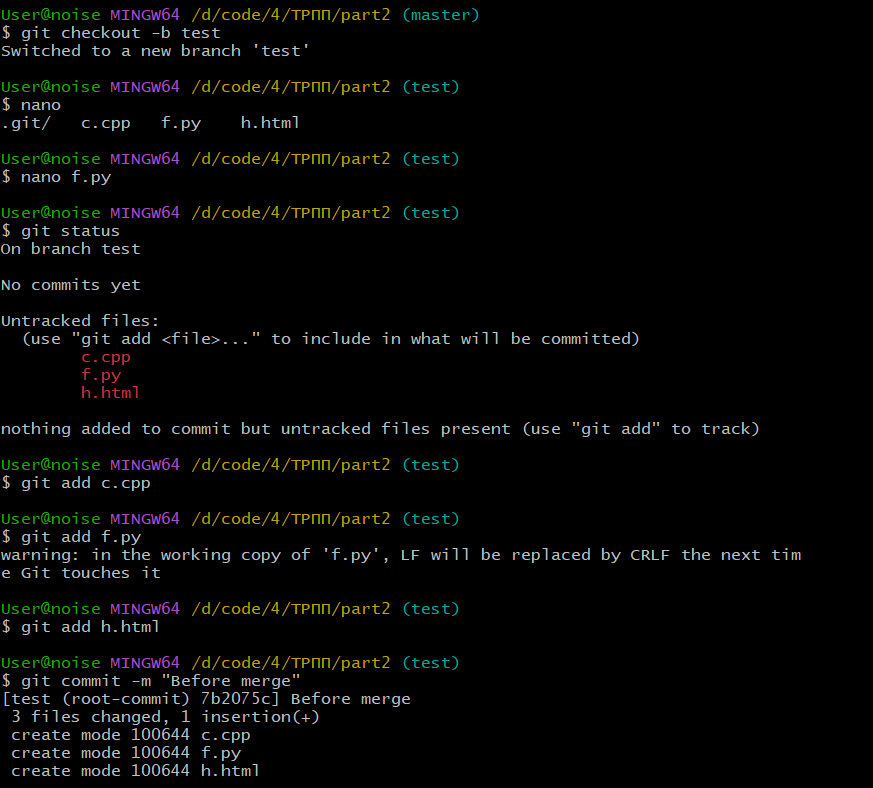 User@noise MINGW64 /d/code/4/ТРПП/part2 (master)
$ git checkout -b test
Switched to a new branch 'test'
User@noise MINGW64 /d/code/4/ТРПП/part2 (test)
$ nano
.git/   c.cpp   f.py    h.html
User@noise MINGW64 /d/code/4/ТРПП/part2 (test)
$ nano f.py
User@noise MINGW64 /d/code/4/ТРПП/part2 (test)
$ git status
On branch test
No commits yet
Untracked files:
  (use "git add <file>..." to include in what will be committed)
        c.cpp
        f.py
        h.html
nothing added to commit but untracked files present (use "git add" to track)
User@noise MINGW64 /d/code/4/ТРПП/part2 (test)
$ git add c.cpp
User@noise MINGW64 /d/code/4/ТРПП/part2 (test)
$ git add f.py
warning: in the working copy of 'f.py', LF will be replaced by CRLF the next tim
e Git touches it
User@noise MINGW64 /d/code/4/ТРПП/part2 (test)
$ git add h.html
User@noise MINGW64 /d/code/4/ТРПП/part2 (test)
$ git commit -m "Before merge"
[test (root-commit) 7b2075c] Before merge
 3 files changed, 1 insertion(+)
 create mode 100644 c.cpp
 create mode 100644 f.py
 create mode 100644 h.html